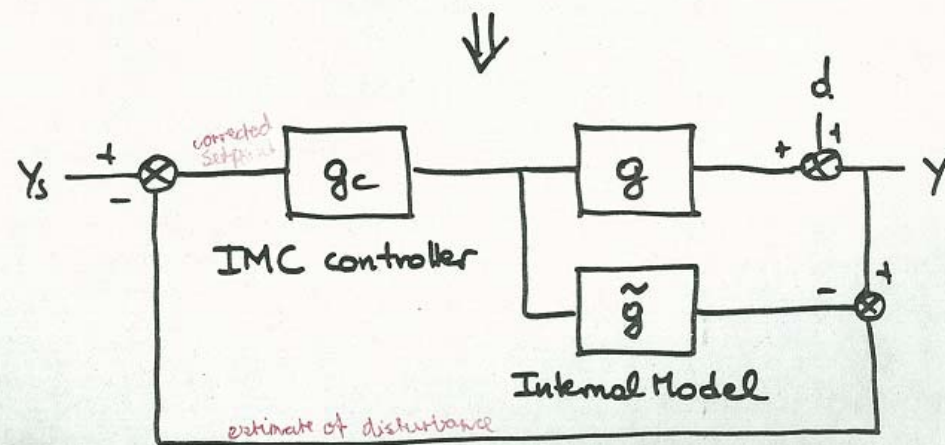 d
corrected
setpoint
+
+
+
Ys
gc
g
y
-
IMC controller
+
-
g̃
Internal Model
estimate of disturbance